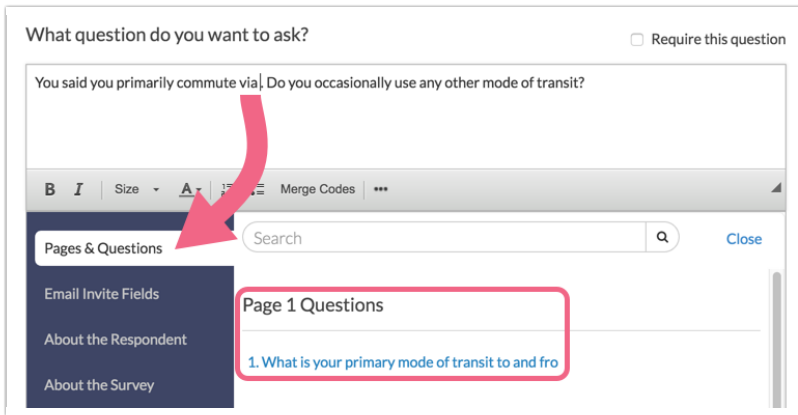 What question do you want to ask?
Require this question
You said you primarily commute via. Do you occasionally use any other mode of transit?
B I Size A Merge Codes •••
Pages & Questions
Search
Close
Email Invite Fields
About the Respondent
About the Survey
Page 1 Questions
1. What is your primary mode of transit to and fro